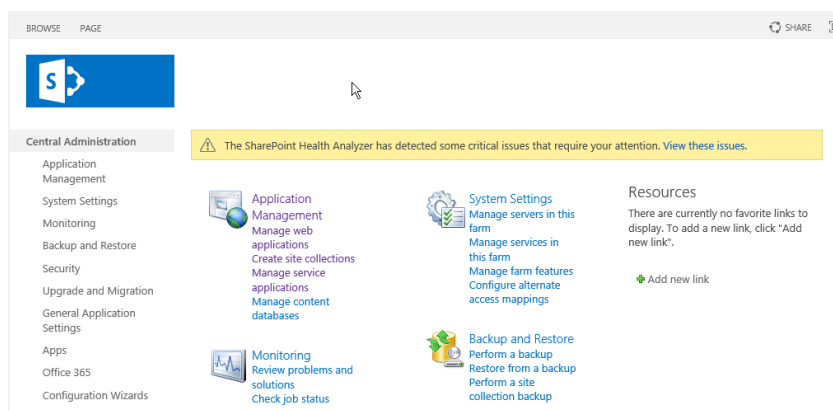 BROWSE PAGE
SHARE
S
Central Administration
Application
Management
System Settings
Monitoring
Backup and Restore
Security
Upgrade and Migration
General Application
Settings
Apps
Office 365
Configuration Wizards
The SharePoint Health Analyzer has detected some critical issues that require your attention. View these issues.
Application
Management
Manage web
applications
Create site collections
Manage service
applications
Manage content
databases
Monitoring
Review problems and
solutions
Check job status
System Settings
Manage servers in this
farm
Manage services in
this farm
Manage farm features
Configure alternate
access mappings
Backup and Restore
Perform a backup
Restore from a backup
Perform a site
collection backup
Resources
There are currently no favorite links to
display. To add a new link, click "Add
new link".
Add new link